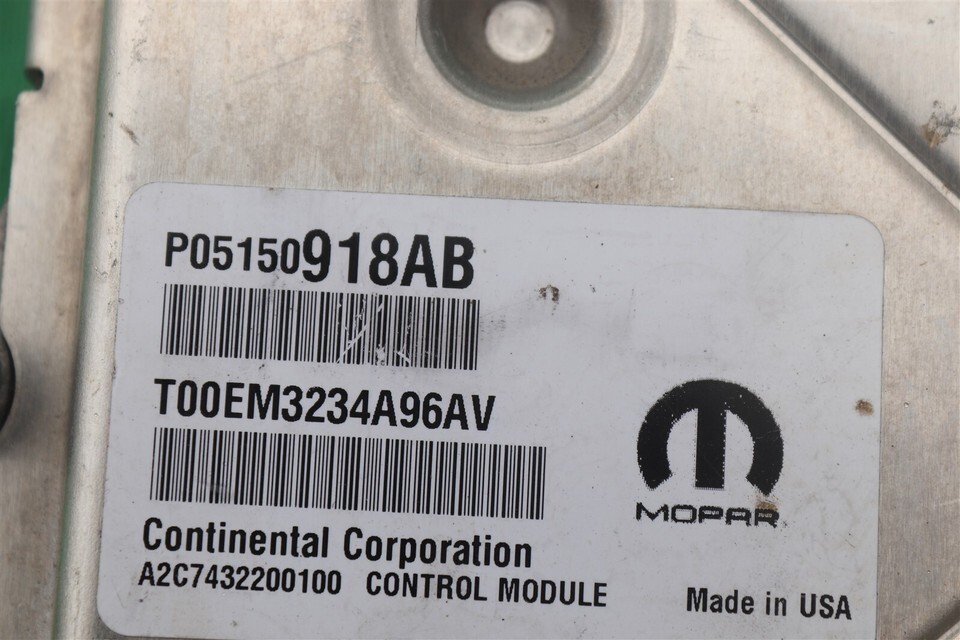 P05150918AB
T00EM3234A96AV
MOPAR
Continental Corporation
A2C7432200100 CONTROL MODULE
Made in USA